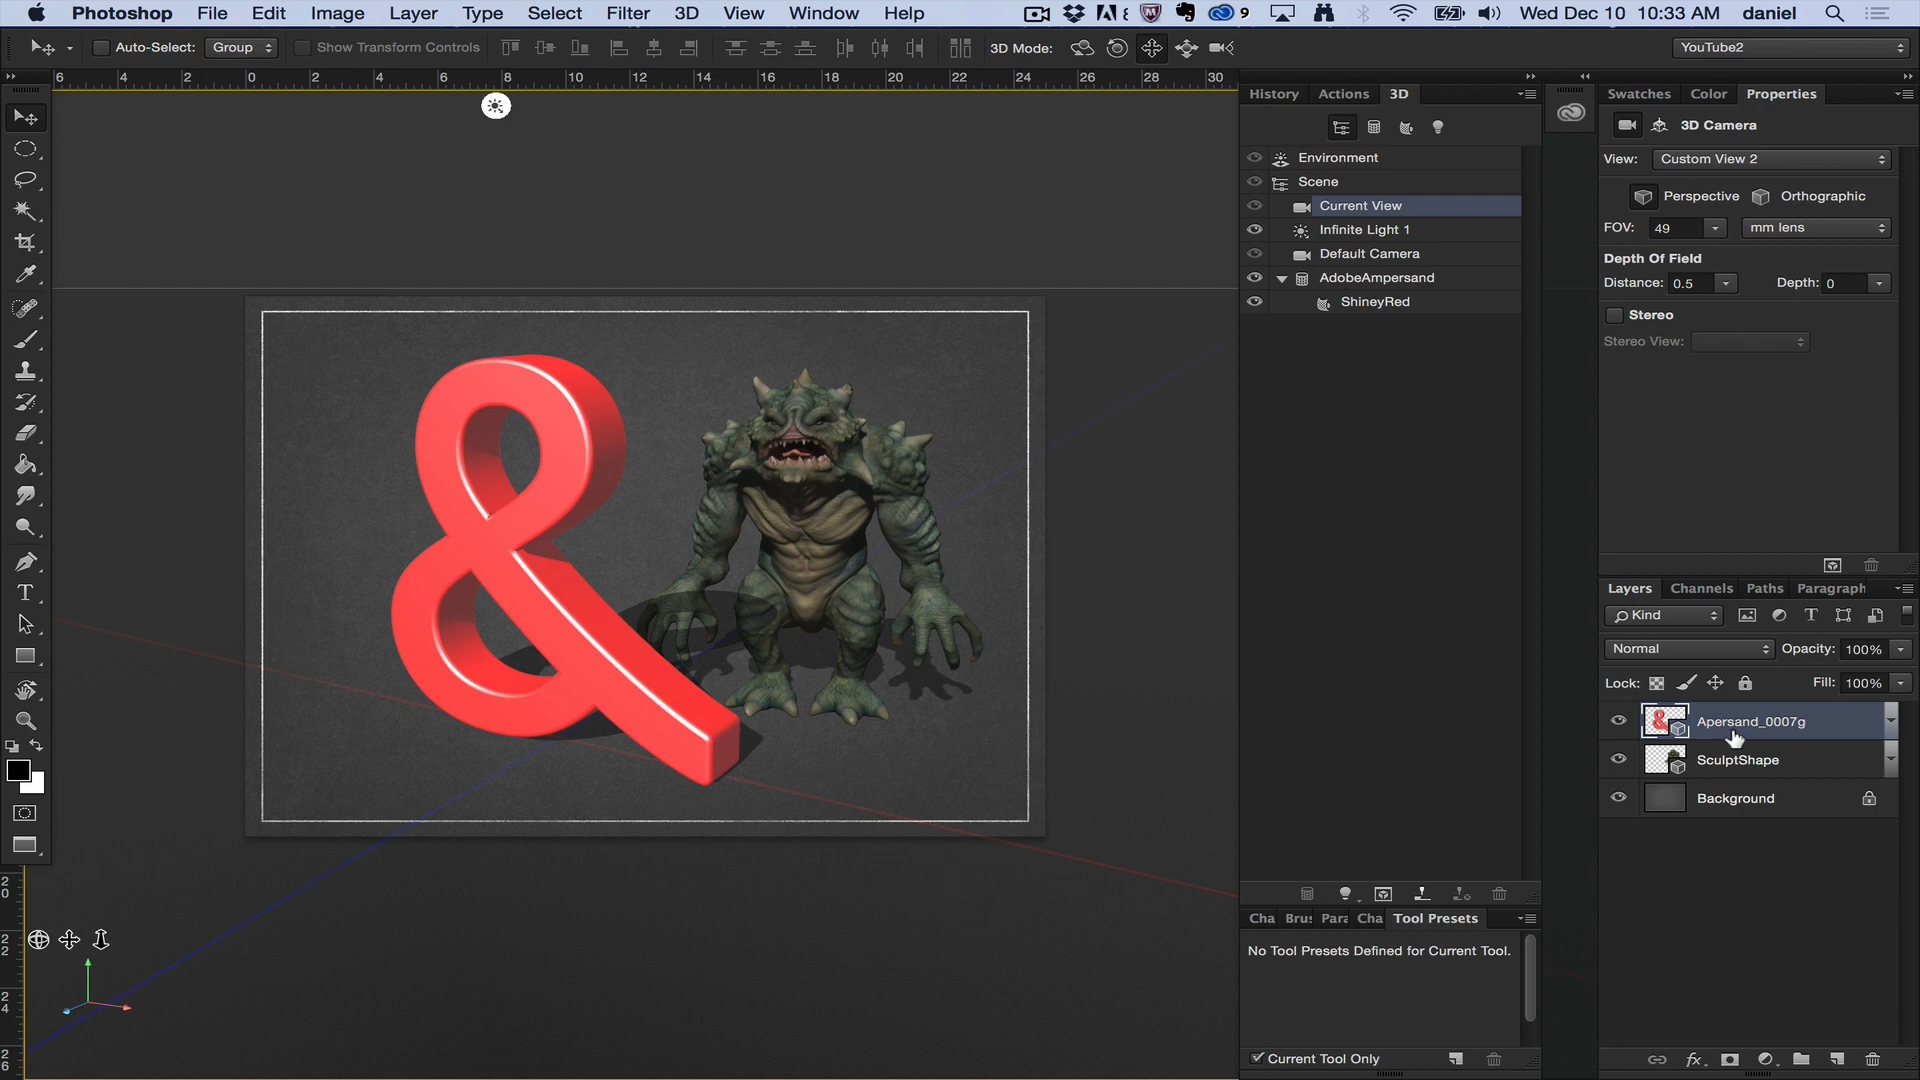 Photoshop File Edit Image Layer Type Select Filter 3D View Window Help 8 9 Wed Dec 10 10:33 AM daniel
Auto-Select: Group Show Transform Controls 3D Mode: YouTube2
6 4 2 0 2 4 6 8 10 12 14 16 18 20 22 24 26 28 30
History Actions 3D
Swatches Color Properties
3D Camera
Environment
View: Custom View 2
Scene
Perspective Orthographic
Current View
FOV: 49 mm lens
Infinite Light 1
Default Camera
Depth Of Field
AdobeAmpersand
Distance: 0.5 Depth: 0
ShineyRed
Stereo
Stereo View:
&
Layers Channels Paths Paragraph
Kind
Normal Opacity: 100%
Lock: Fill: 100%
Apersand_0007g
SculptShape
Background
20
22
24
26
Cha Brus Para Cha Tool Presets
No Tool Presets Defined for Current Tool.
Current Tool Only